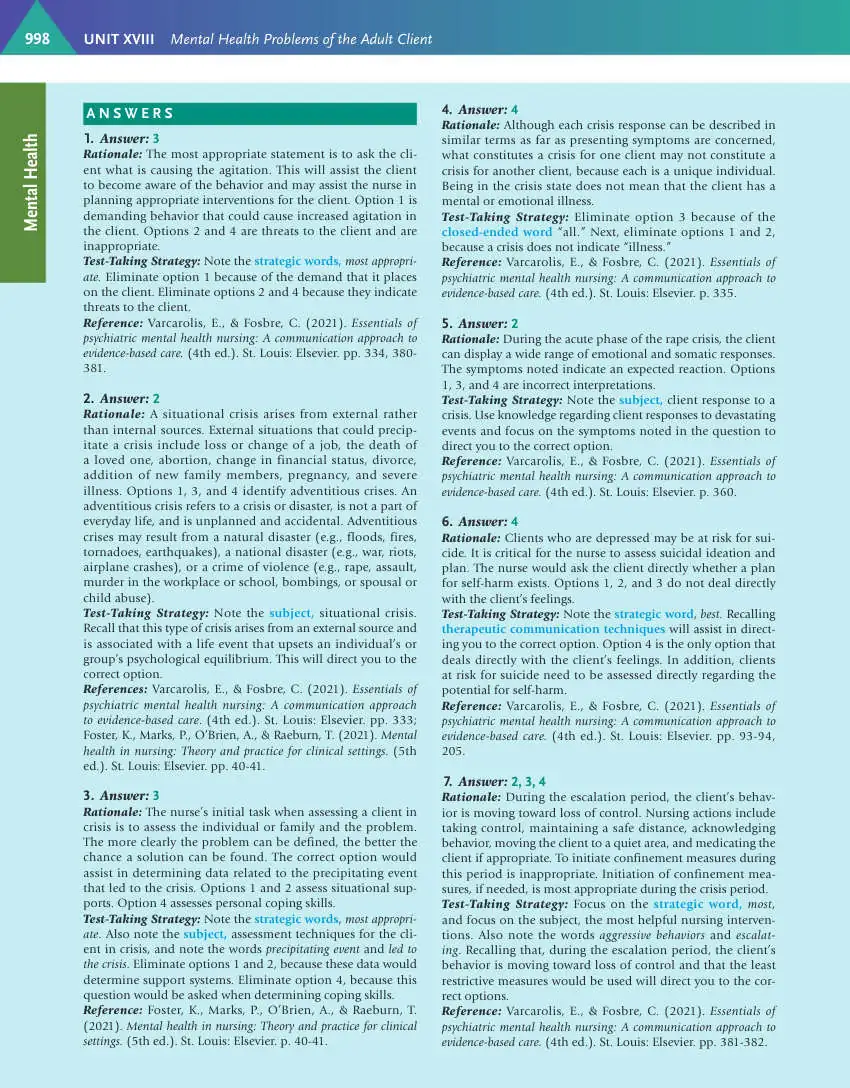 998 UNIT XVIII Mental Health Problems of the Adult Client
Mental Health
ANSWERS
1. Answer: 3
Rationale: The most appropriate statement is to ask the cli-
ent what is causing the agitation. This will assist the client
to become aware of the behavior and may assist the nurse in
planning appropriate interventions for the client. Option 1 is
demanding behavior that could cause increased agitation in
the client. Options 2 and 4 are threats to the client and are
inappropriate.
Test-Taking Strategy: Note the strategic words, most appropri-
ate. Eliminate option 1 because of the demand that it places
on the client. Eliminate options 2 and 4 because they indicate
threats to the client.
Reference: Varcarolis, E., & Fosbre, C. (2021). Essentials of
psychiatric mental health nursing: A communication approach to
evidence-based care. (4th ed.). St. Louis: Elsevier. pp. 334, 380-
381.
2. Answer: 2
Rationale: A situational crisis arises from external rather
than internal sources. External situations that could precip-
itate a crisis include loss or change of a job, the death of
a loved one, abortion, change in financial status, divorce,
addition of new family members, pregnancy, and severe
illness. Options 1, 3, and 4 identify adventitious crises. An
adventitious crisis refers to a crisis or disaster, is not a part of
everyday life, and is unplanned and accidental. Adventitious
crises may result from a natural disaster (e.g., floods, fires,
tornadoes, earthquakes), a national disaster (e.g., war, riots,
airplane crashes), or a crime of violence (e.g., rape, assault,
murder in the workplace or school, bombings, or spousal or
child abuse).
Test-Taking Strategy: Note the subject, situational crisis.
Recall that this type of crisis arises from an external source and
is associated with a life event that upsets an individual's or
group's psychological equilibrium. This will direct you to the
correct option.
References: Varcarolis, E., & Fosbre, C. (2021). Essentials of
psychiatric mental health nursing: A communication approach
to evidence-based care. (4th ed.). St. Louis: Elsevier. pp. 333;
Foster, K., Marks, P., O'Brien, A., & Raeburn, T. (2021). Mental
health in nursing: Theory and practice for clinical settings. (5th
ed.). St. Louis: Elsevier. pp. 40-41.
3. Answer: 3
Rationale: The nurse's initial task when assessing a client in
crisis is to assess the individual or family and the problem.
The more clearly the problem can be defined, the better the
chance a solution can be found. The correct option would
assist in determining data related to the precipitating event
that led to the crisis. Options 1 and 2 assess situational sup-
ports. Option 4 assesses personal coping skills.
Test-Taking Strategy: Note the strategic words, most appropri-
ate. Also note the subject, assessment techniques for the cli-
ent in crisis, and note the words precipitating event and led to
the crisis. Eliminate options 1 and 2, because these data would
determine support systems. Eliminate option 4, because this
question would be asked when determining coping skills.
Reference: Foster, K., Marks, P., O'Brien, A., & Raeburn, T.
(2021). Mental health in nursing: Theory and practice for clinical
settings. (5th ed.). St. Louis: Elsevier. p. 40-41.
4. Answer: 4
Rationale: Although each crisis response can be described in
similar terms as far as presenting symptoms are concerned,
what constitutes a crisis for one client may not constitute a
crisis for another client, because each is a unique individual.
Being in the crisis state does not mean that the client has a
mental or emotional illness.
Test-Taking Strategy: Eliminate option 3 because of the
closed-ended word "all." Next, eliminate options 1 and 2,
because a crisis does not indicate "illness."
Reference: Varcarolis, E., & Fosbre, C. (2021). Essentials of
psychiatric mental health nursing: A communication approach to
evidence-based care. (4th ed.). St. Louis: Elsevier. p. 335.
5. Answer: 2
Rationale: During the acute phase of the rape crisis, the client
can display a wide range of emotional and somatic responses.
The symptoms noted indicate an expected reaction. Options
1, 3, and 4 are incorrect interpretations.
Test-Taking Strategy: Note the subject, client response to a
crisis. Use knowledge regarding client responses to devastating
events and focus on the symptoms noted in the question to
direct you to the correct option.
Reference: Varcarolis, E., & Fosbre, C. (2021). Essentials of
psychiatric mental health nursing: A communication approach to
evidence-based care. (4th ed.). St. Louis: Elsevier. p. 360.
6. Answer: 4
Rationale: Clients who are depressed may be at risk for sui-
cide. It is critical for the nurse to assess suicidal ideation and
plan. The nurse would ask the client directly whether a plan
for self-harm exists. Options 1, 2, and 3 do not deal directly
with the client's feelings.
Test-Taking Strategy: Note the strategic word, best. Recalling
therapeutic communication techniques will assist in direct-
ing you to the correct option. Option 4 is the only option that
deals directly with the client's feelings. In addition, clients
at risk for suicide need to be assessed directly regarding the
potential for self-harm.
Reference: Varcarolis, E., & Fosbre, C. (2021). Essentials of
psychiatric mental health nursing: A communication approach to
evidence-based care. (4th ed.). St. Louis: Elsevier. pp. 93-94,
205.
7. Answer: 2, 3, 4
Rationale: During the escalation period, the client's behav-
ior is moving toward loss of control. Nursing actions include
taking control, maintaining a safe distance, acknowledging
behavior, moving the client to a quiet area, and medicating the
client if appropriate. To initiate confinement measures during
this period is inappropriate. Initiation of confinement mea-
sures, if needed, is most appropriate during the crisis period.
Test-Taking Strategy: Focus on the strategic word, most,
and focus on the subject, the most helpful nursing interven-
tions. Also note the words aggressive behaviors and escalat-
ing. Recalling that, during the escalation period, the client's
behavior is moving toward loss of control and that the least
restrictive measures would be used will direct you to the cor-
rect options.
Reference: Varcarolis, E., & Fosbre, C. (2021). Essentials of
psychiatric mental health nursing: A communication approach to
evidence-based care. (4th ed.). St. Louis: Elsevier. pp. 381-382.